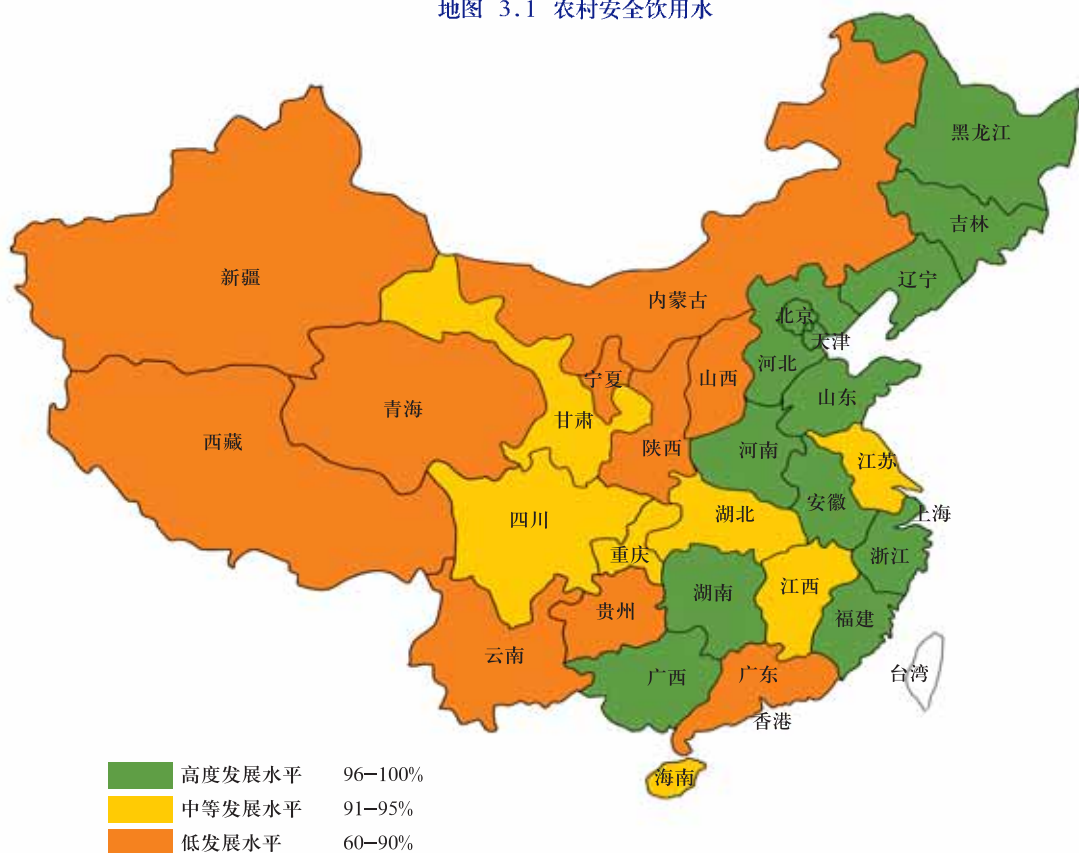 地图 3.1 农村安全饮用水
黑龙江
吉林
辽宁
新疆
内蒙古
北京
天津
河北
宁夏
山西
山东
青海
甘肃
西藏
陕西
河南
江苏
四川
湖北
安徽
上海
重庆
浙江
江西
湖南
贵州
福建
云南
广西
广东
台湾
香港
海南
高度发展水平 96—100%
中等发展水平 91—95%
低发展水平 60—90%